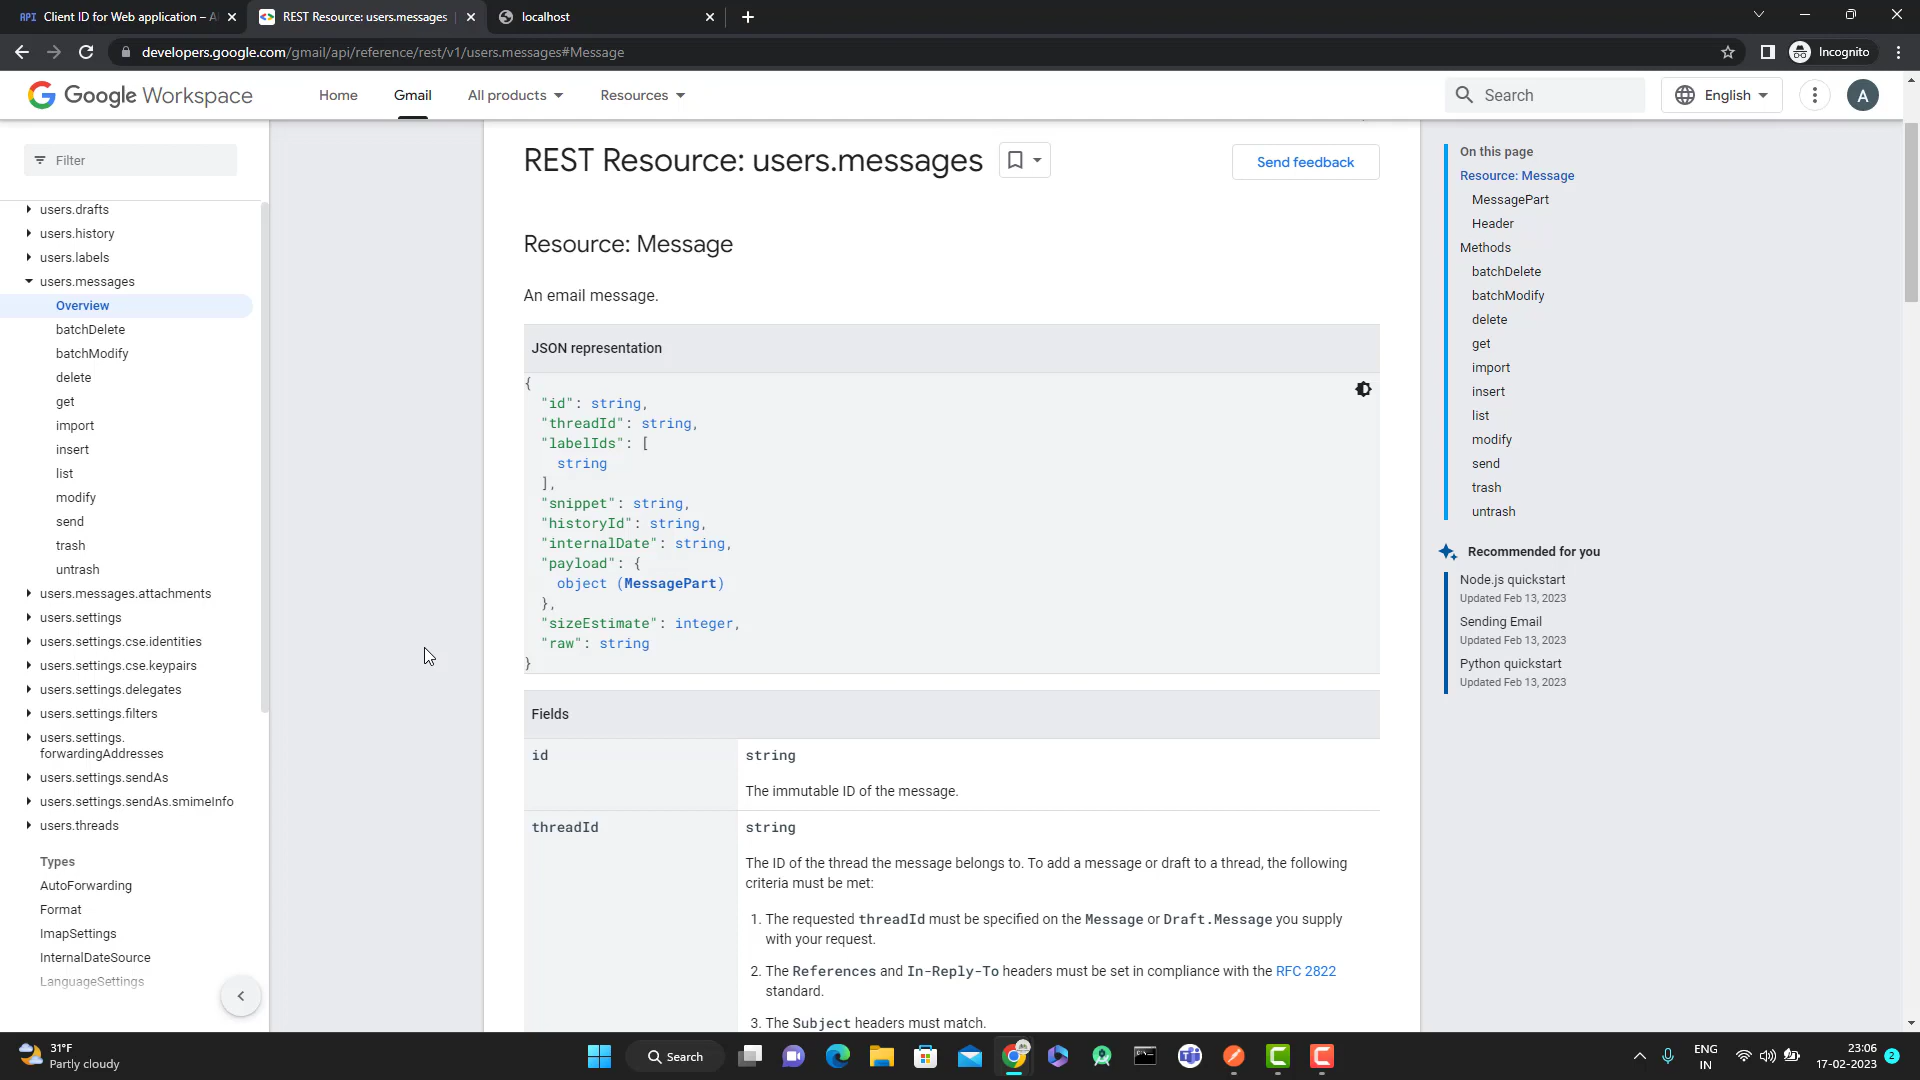 API Client ID for Web application – A
REST Resource: users.messages
localhost
developers.google.com/gmail/api/reference/rest/v1/users.messages#Message
Incognito
Google Workspace
Home
Gmail
All products
Resources
Search
English
A
Filter
users.drafts
users.history
users.labels
users.messages
Overview
batchDelete
batchModify
delete
get
import
insert
list
modify
send
trash
untrash
users.messages.attachments
users.settings
users.settings.cse.identities
users.settings.cse.keypairs
users.settings.delegates
users.settings.filters
users.settings.
forwardingAddresses
users.settings.sendAs
users.settings.sendAs.smimeInfo
users.threads
Types
AutoForwarding
Format
ImapSettings
InternalDateSource
LanguageSettings
REST Resource: users.messages
Send feedback
Resource: Message
An email message.
JSON representation
{
"id": string,
"threadId": string,
"labelIds": [
string
],
"snippet": string,
"historyId": string,
"internalDate": string,
"payload": {
object (MessagePart)
},
"sizeEstimate": integer,
"raw": string
}
Fields
id
string
The immutable ID of the message.
threadId
string
The ID of the thread the message belongs to. To add a message or draft to a thread, the following
criteria must be met:
1. The requested threadId must be specified on the Message or Draft.Message you supply
with your request.
2. The References and In-Reply-To headers must be set in compliance with the RFC 2822
standard.
3. The Subject headers must match.
On this page
Resource: Message
MessagePart
Header
Methods
batchDelete
batchModify
delete
get
import
insert
list
modify
send
trash
untrash
Recommended for you
Node.js quickstart
Updated Feb 13, 2023
Sending Email
Updated Feb 13, 2023
Python quickstart
Updated Feb 13, 2023
31°F
Partly cloudy
Search
ENG
IN
23:06
17-02-2023
2